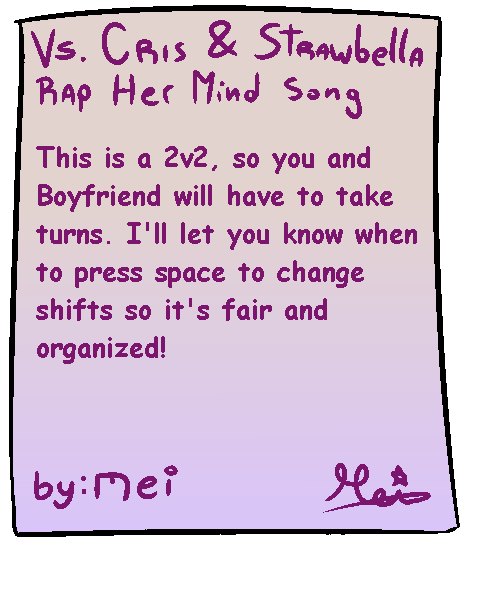 Vs. Cris & Strawbella
Rap Her Mind Song
This is a 2v2, so you and
Boyfriend will have to take
turns. I'll let you know when
to press space to change
shifts so it's fair and
organized!
by:mei
Mei